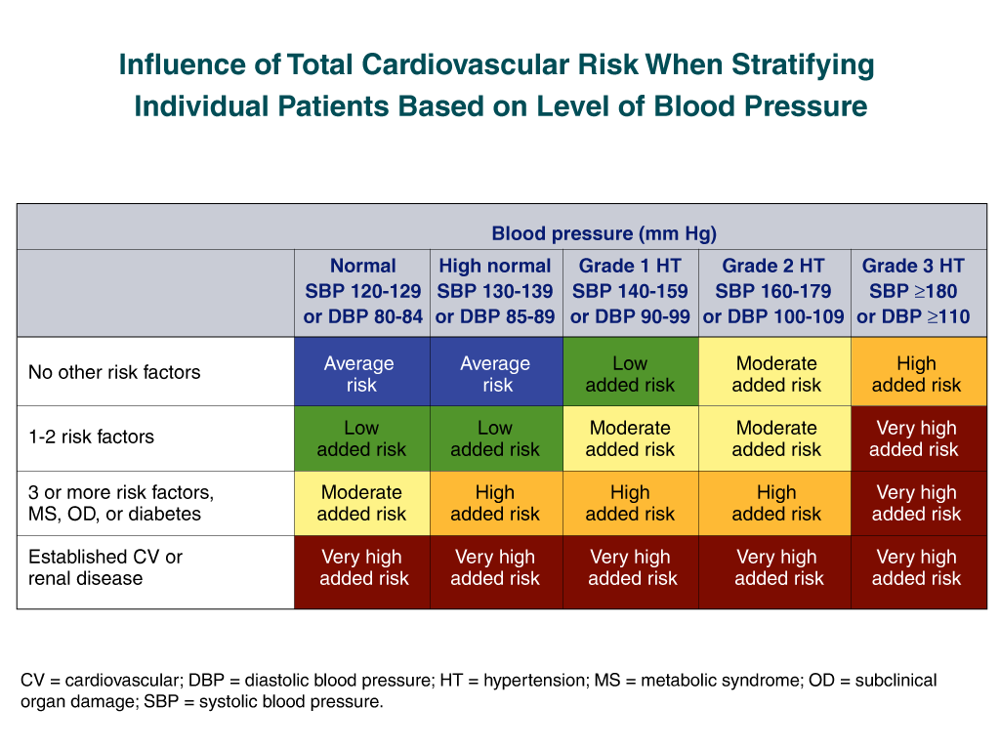 Influence of Total Cardiovascular Risk When Stratifying
Individual Patients Based on Level of Blood Pressure
Blood pressure (mm Hg)
Normal
SBP 120-129
or DBP 80-84
High normal
SBP 130-139
or DBP 85-89
Grade 1 HT
SBP 140-159
or DBP 90-99
Grade 2 HT
SBP 160-179
or DBP 100-109
Grade 3 HT
SBP ≥180
or DBP ≥110
No other risk factors
Average
risk
Average
risk
Low
added risk
Moderate
added risk
High
added risk
1-2 risk factors
Low
added risk
Low
added risk
Moderate
added risk
Moderate
added risk
Very high
added risk
3 or more risk factors,
MS, OD, or diabetes
Moderate
added risk
High
added risk
High
added risk
High
added risk
Very high
added risk
Established CV or
renal disease
Very high
added risk
Very high
added risk
Very high
added risk
Very high
added risk
Very high
added risk
CV = cardiovascular; DBP = diastolic blood pressure; HT = hypertension; MS = metabolic syndrome; OD = subclinical
organ damage; SBP = systolic blood pressure.